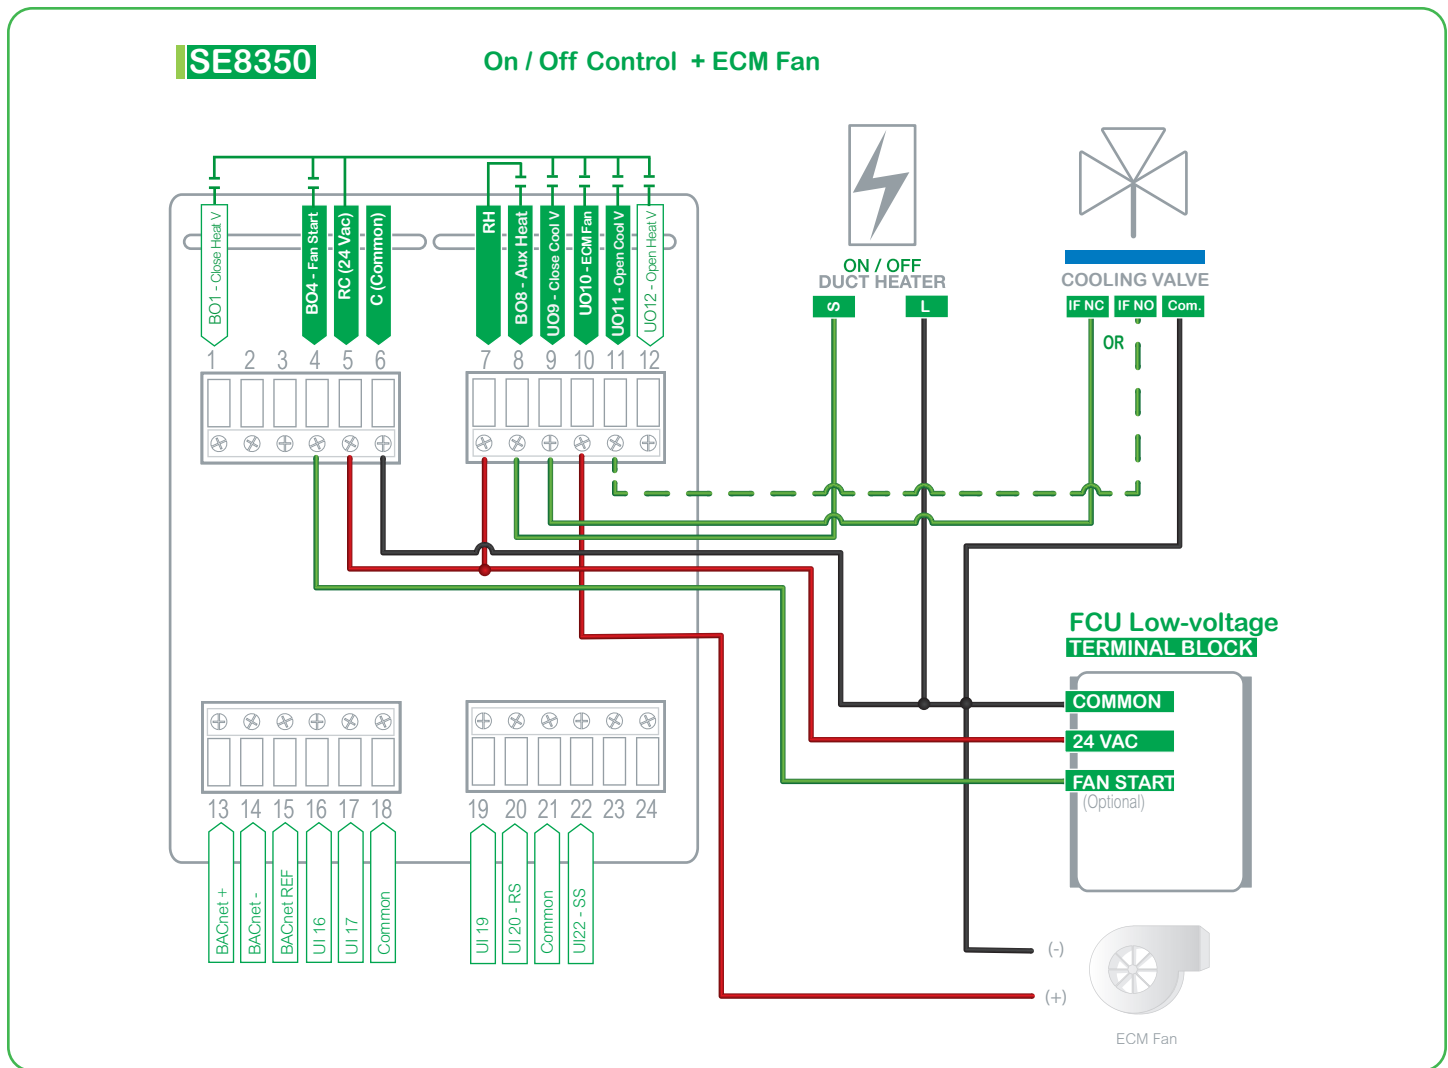 SE8350
On / Off Control + ECM Fan
BO1 - Close Heat V
BO4 - Fan Start
RC (24 Vac)
C (Common)
RH
BO8 - Aux Heat
UO9 - Close Cool V
UO10 - ECM Fan
UO11 - Open Cool V
UO12 - Open Heat V
1 2 3 4 5 6
7 8 9 10 11 12
ON / OFF
DUCT HEATER
S
L
COOLING VALVE
IF NC
IF NO
Com.
OR
FCU Low-voltage
TERMINAL BLOCK
COMMON
24 VAC
FAN START
(Optional)
13 14 15 16 17 18
19 20 21 22 23 24
BACnet +
BACnet -
BACnet REF
UI 16
UI 17
Common
UI 19
UI 20 - RS
Common
UI22 - SS
(-)
(+)
ECM Fan